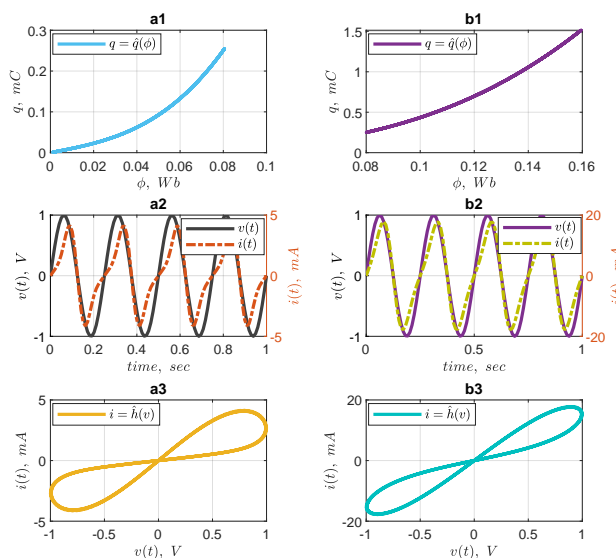 a1
0.3
0.2
0.1
0
q, mC
q = q̂(ϕ)
0 0.02 0.04 0.06 0.08 0.1
ϕ, Wb
b1
1.5
1
0.5
0
q, mC
q = q̂(ϕ)
0.08 0.1 0.12 0.14 0.16
ϕ, Wb
a2
1
0
-1
v(t), V
v(t)
i(t)
5
0
-5
i(t), mA
0 0.2 0.4 0.6 0.8 1
time, sec
b2
1
0
-1
v(t), V
v(t)
i(t)
20
0
-20
i(t), mA
0 0.5 1
time, sec
a3
5
0
-5
i(t), mA
i = ĥ(v)
-1 -0.5 0 0.5 1
v(t), V
b3
20
0
-20
i(t), mA
i = ĥ(v)
-1 -0.5 0 0.5 1
v(t), V